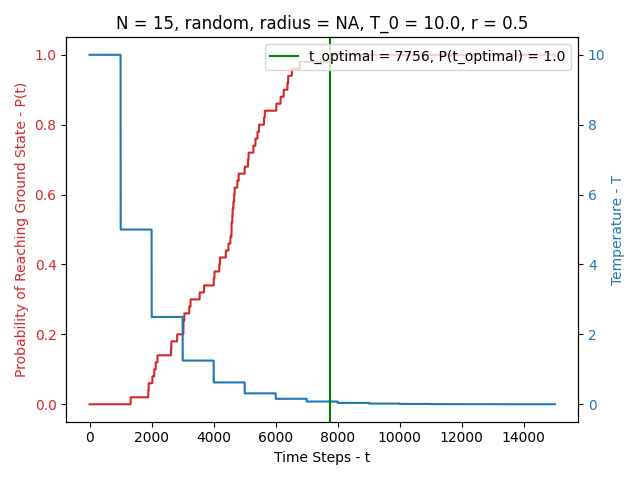 N = 15, random, radius = NA, T_0 = 10.0, r = 0.5
t_optimal = 7756, P(t_optimal) = 1.0
Probability of Reaching Ground State - P(t)
1.0
0.8
0.6
0.4
0.2
0.0
10
8
6
4
2
0
Temperature - T
0 2000 4000 6000 8000 10000 12000 14000
Time Steps - t